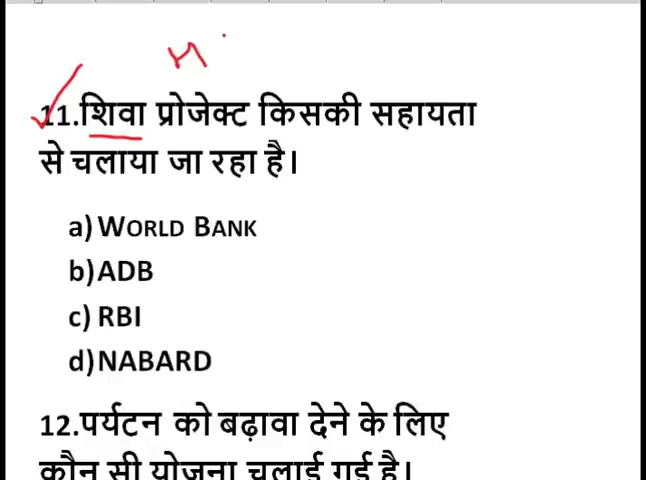 11.शिवा प्रोजेक्ट किसकी सहायता
से चलाया जा रहा है।
a) WORLD BANK
b) ADB
c) RBI
d) NABARD
12.पर्यटन को बढ़ावा देने के लिए
कौन सी योजना चलाई गई है।